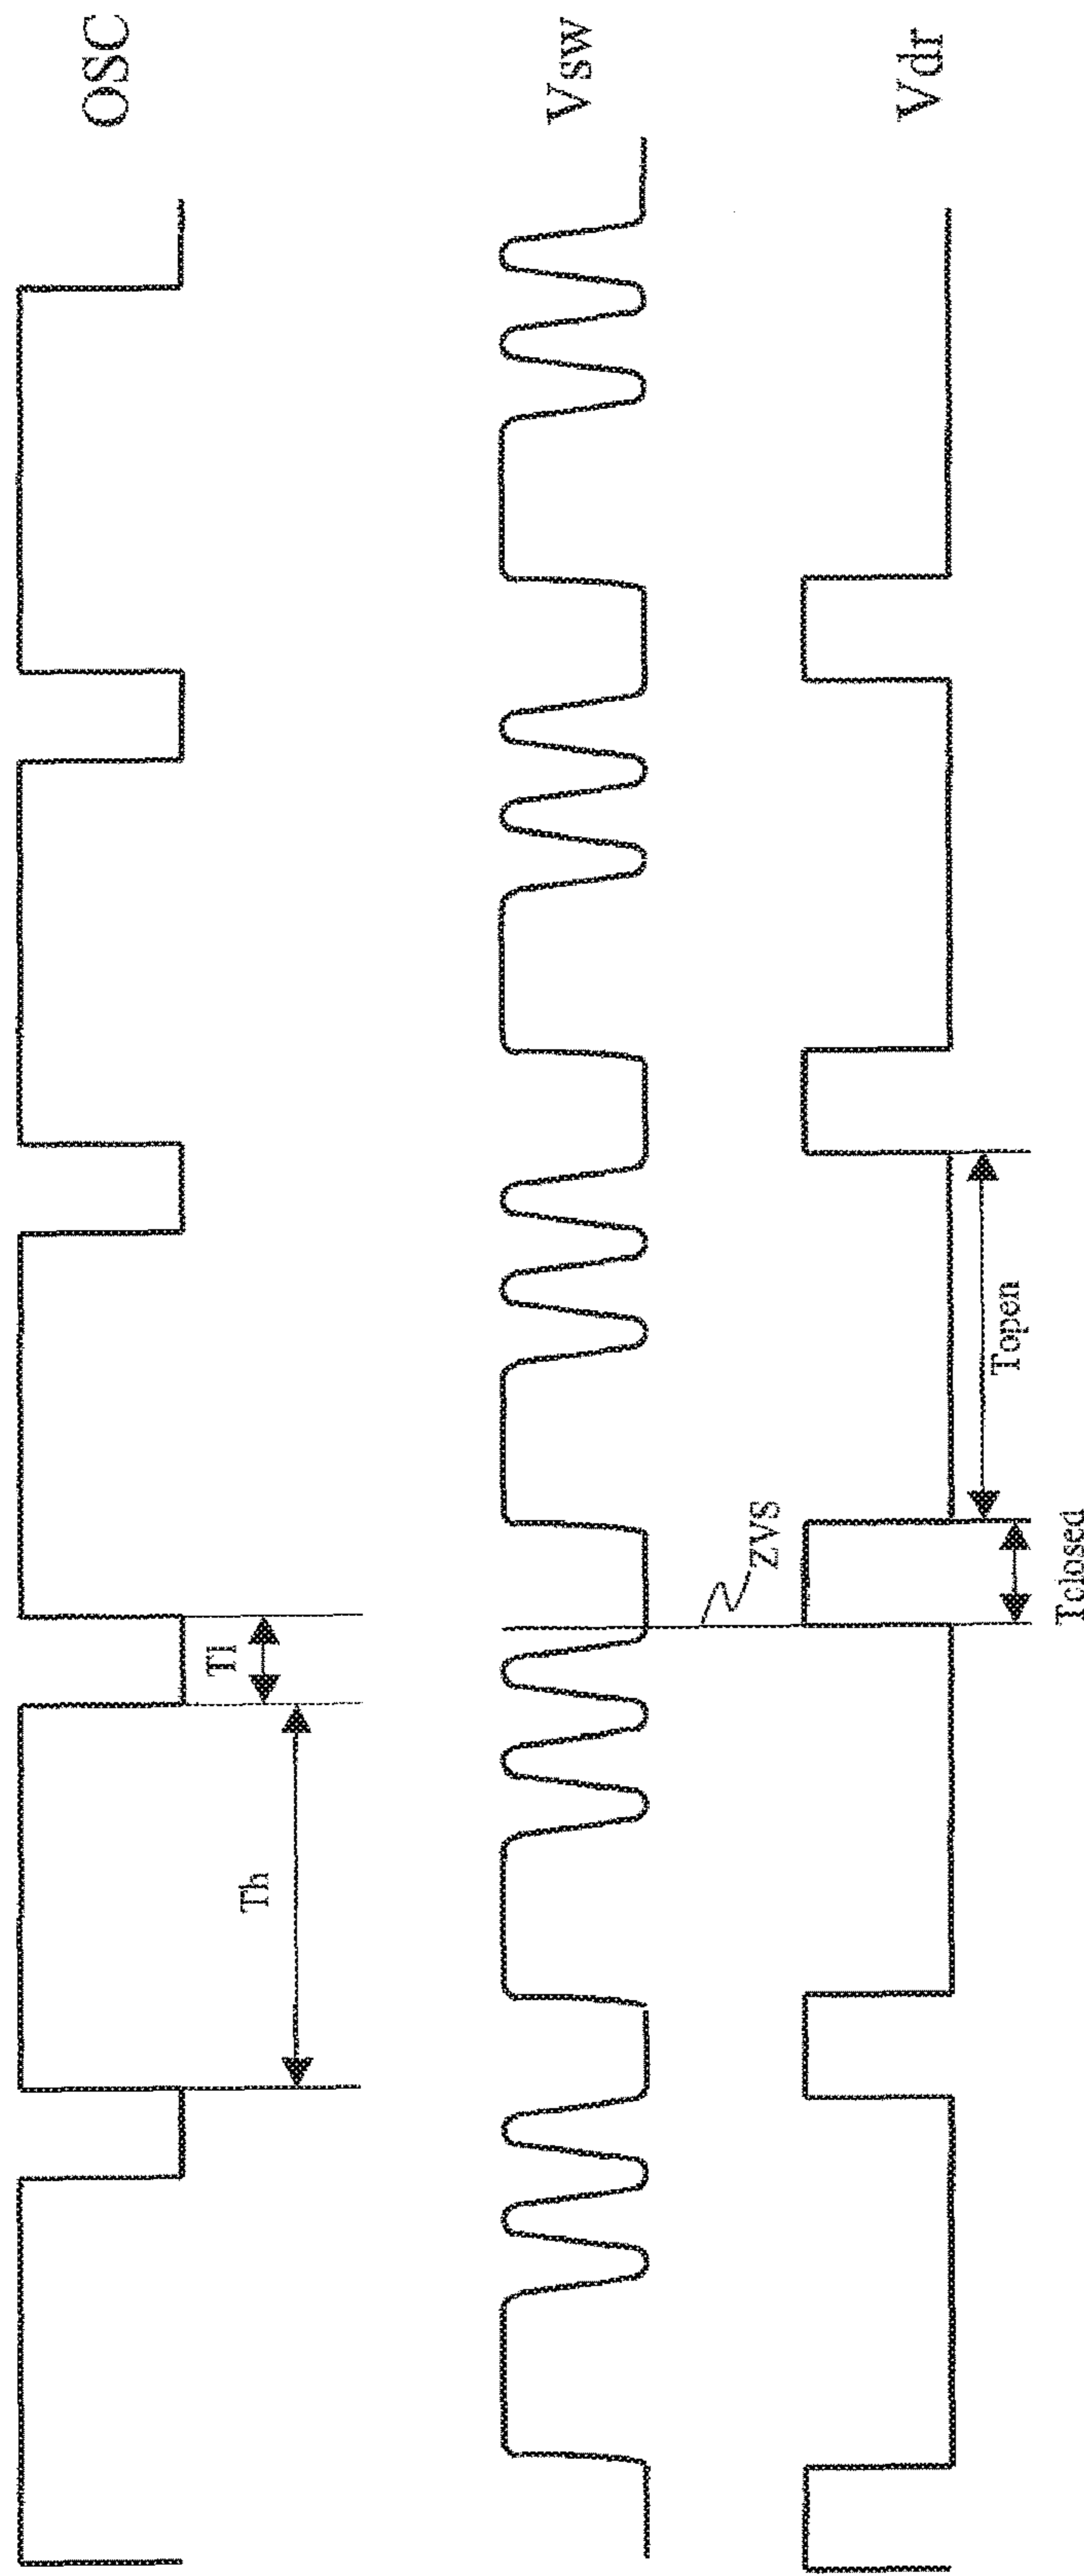 OSC
Th
Tl
Vsw
ZVS
Vdr
Tclosed
Topen